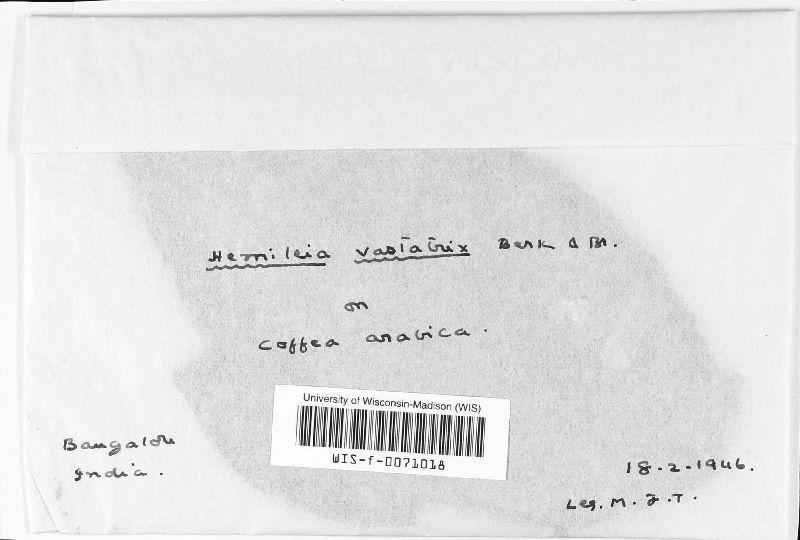 Hemileia vastatrix Berk & Br.
on
Coffea arabica.
University of Wisconsin-Madison (WIS)
WIS-f-0071018
Bangalore
India.
18.2.1946.
Leg. M. J. T.